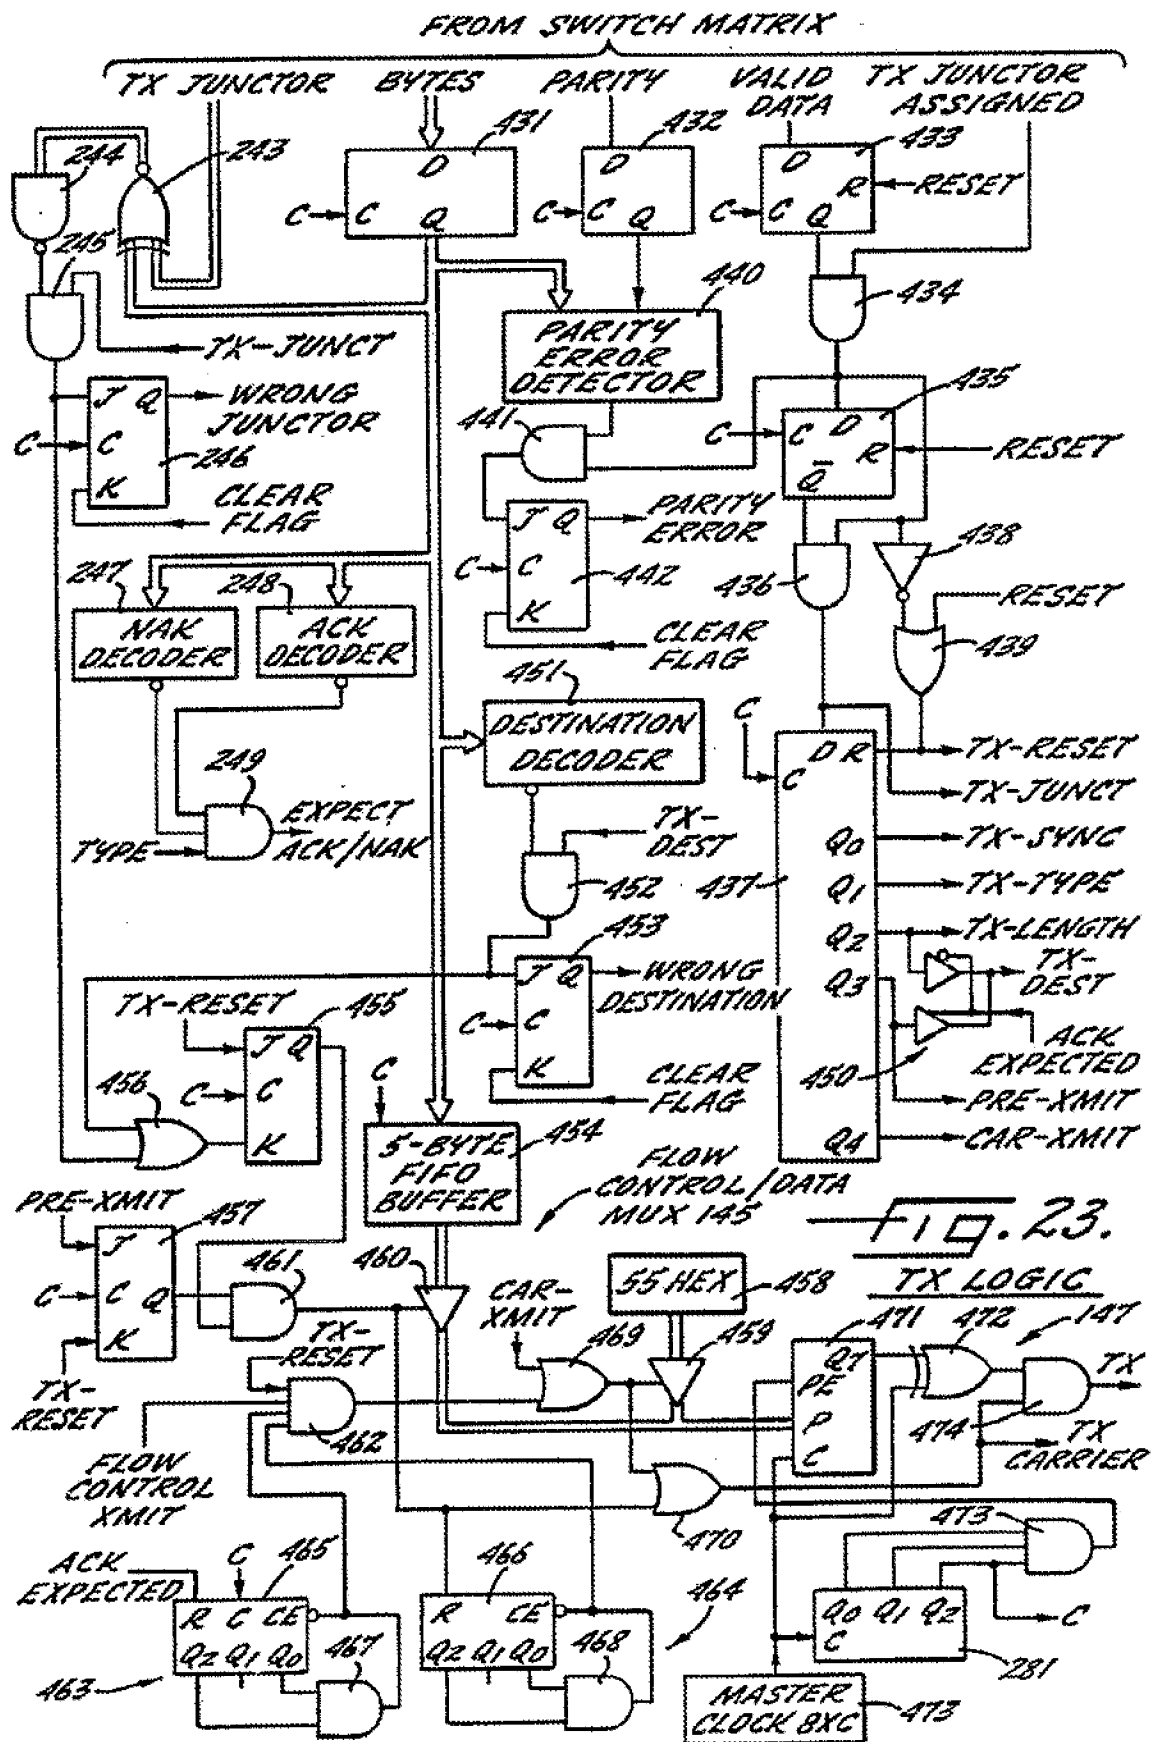 FROM SWITCH MATRIX
TX JUNCTOR
BYTES
PARITY
VALID
DATA
TX JUNCTOR
ASSIGNED
244
243
431
D
C
C
Q
432
D
C
C
Q
433
D
R
RESET
C
C
Q
245
434
440
PARITY
ERROR
DETECTOR
TX-JUNCT
J
Q
WRONG
JUNCTOR
C
C
246
K
CLEAR
FLAG
441
435
C
C
D
R
RESET
Q̅
J
Q
PARITY
ERROR
C
C
442
K
CLEAR
FLAG
436
438
RESET
439
247
NAK
DECODER
248
ACK
DECODER
249
TYPE
EXPECT
ACK/NAK
451
DESTINATION
DECODER
TX-
DEST
452
C
C
D
R
437
TX-RESET
TX-JUNCT
Q0
TX-SYNC
Q1
TX-TYPE
Q2
TX-LENGTH
Q3
TX-
DEST
450
ACK
EXPECTED
PRE-XMIT
Q4
CAR-XMIT
453
J
Q
WRONG
DESTINATION
C
C
K
CLEAR
FLAG
TX-RESET
455
J
Q
C
C
K
456
C
5-BYTE
FIFO
BUFFER
454
FLOW
CONTROL/DATA
MUX 145
FIG. 23.
TX LOGIC
PRE-XMIT
457
J
C
C
Q
K
TX-
RESET
461
460
CAR-
XMIT
55 HEX
458
459
469
TX-
RESET
462
FLOW
CONTROL
XMIT
471
Q7
PE
P
C
472
147
TX
474
TX
CARRIER
470
473
ACK
EXPECTED
C
465
R
C
CE
Q2
Q1
Q0
467
463
466
R
CE
Q2
Q1
Q0
468
464
Q0
Q1
Q2
C
C
281
MASTER
CLOCK 8XC
473